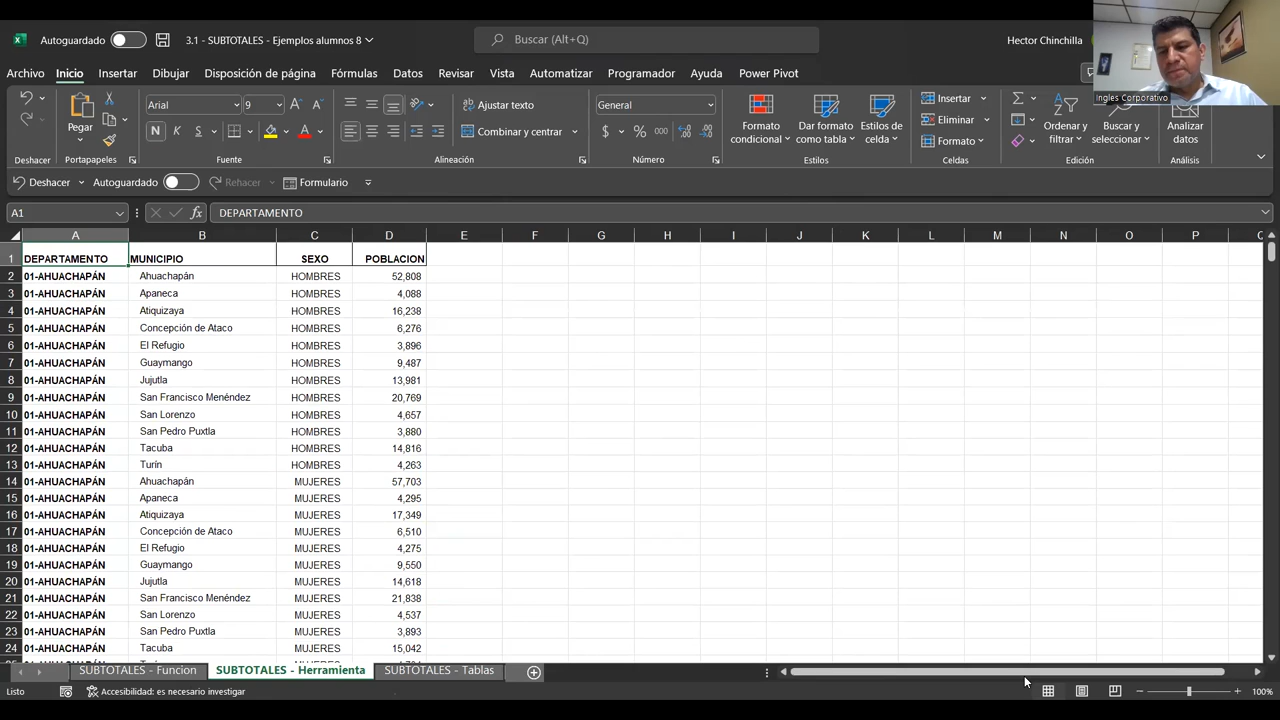 Autoguardado
3.1 - SUBTOTALES - Ejemplos alumnos 8
Buscar (Alt+Q)
Hector Chinchilla
Ingles Corporativo
Archivo Inicio Insertar Dibujar Disposición de página Fórmulas Datos Revisar Vista Automatizar Programador Ayuda Power Pivot
Arial 9 Ajustar texto General Insertar
Pegar N K S Combinar y centrar $ % 000 Formato condicional Dar formato como tabla Estilos de celda Eliminar Formato Ordenar y filtrar Buscar y seleccionar Analizar datos
Deshacer Portapapeles Fuente Alineación Número Estilos Celdas Edición Análisis
Deshacer Autoguardado Rehacer Formulario
A1 fx DEPARTAMENTO
A B C D E F G H I J K L M N O P
1 DEPARTAMENTO MUNICIPIO SEXO POBLACION
2 01-AHUACHAPÁN Ahuachapán HOMBRES 52,808
3 01-AHUACHAPÁN Apaneca HOMBRES 4,088
4 01-AHUACHAPÁN Atiquizaya HOMBRES 16,238
5 01-AHUACHAPÁN Concepción de Ataco HOMBRES 6,276
6 01-AHUACHAPÁN El Refugio HOMBRES 3,896
7 01-AHUACHAPÁN Guaymango HOMBRES 9,487
8 01-AHUACHAPÁN Jujutla HOMBRES 13,981
9 01-AHUACHAPÁN San Francisco Menéndez HOMBRES 20,769
10 01-AHUACHAPÁN San Lorenzo HOMBRES 4,657
11 01-AHUACHAPÁN San Pedro Puxtla HOMBRES 3,880
12 01-AHUACHAPÁN Tacuba HOMBRES 14,816
13 01-AHUACHAPÁN Turín HOMBRES 4,263
14 01-AHUACHAPÁN Ahuachapán MUJERES 57,703
15 01-AHUACHAPÁN Apaneca MUJERES 4,295
16 01-AHUACHAPÁN Atiquizaya MUJERES 17,349
17 01-AHUACHAPÁN Concepción de Ataco MUJERES 6,510
18 01-AHUACHAPÁN El Refugio MUJERES 4,275
19 01-AHUACHAPÁN Guaymango MUJERES 9,550
20 01-AHUACHAPÁN Jujutla MUJERES 14,618
21 01-AHUACHAPÁN San Francisco Menéndez MUJERES 21,838
22 01-AHUACHAPÁN San Lorenzo MUJERES 4,537
23 01-AHUACHAPÁN San Pedro Puxtla MUJERES 3,893
24 01-AHUACHAPÁN Tacuba MUJERES 15,042
SUBTOTALES - Funcion SUBTOTALES - Herramienta SUBTOTALES - Tablas
Listo Accesibilidad: es necesario investigar 100%